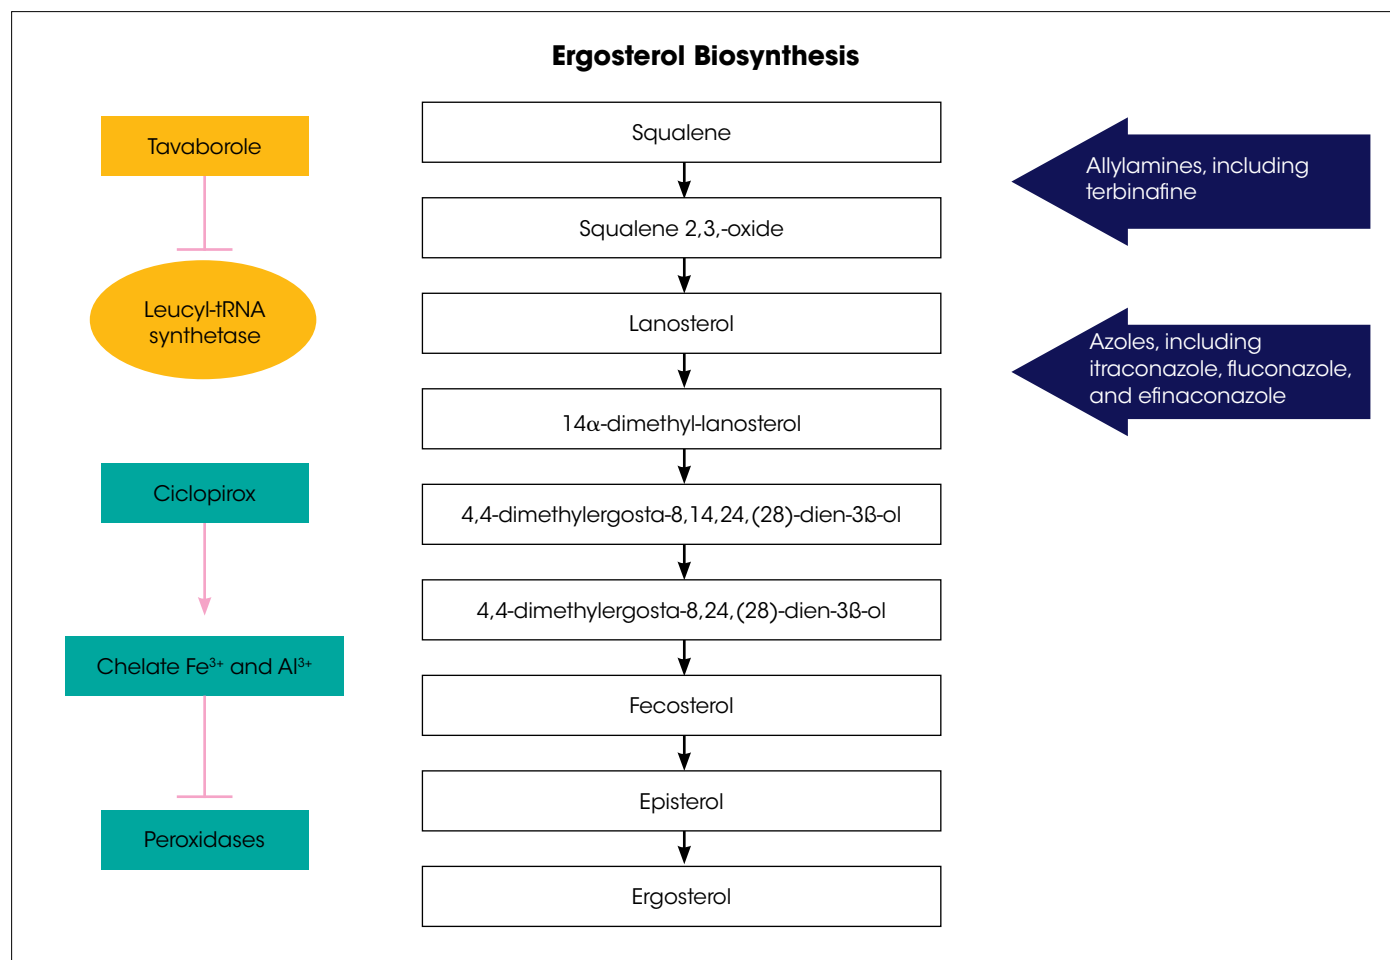 Ergosterol Biosynthesis
Tavaborole
Leucyl-tRNA
synthetase
Ciclopirox
Chelate Fe³⁺ and Al³⁺
Peroxidases
Squalene
Squalene 2,3,-oxide
Lanosterol
14α-dimethyl-lanosterol
4,4-dimethylergosta-8,14,24,(28)-dien-3ß-ol
4,4-dimethylergosta-8,24,(28)-dien-3ß-ol
Fecosterol
Episterol
Ergosterol
Allylamines, including
terbinafine
Azoles, including
itraconazole, fluconazole,
and efinaconazole